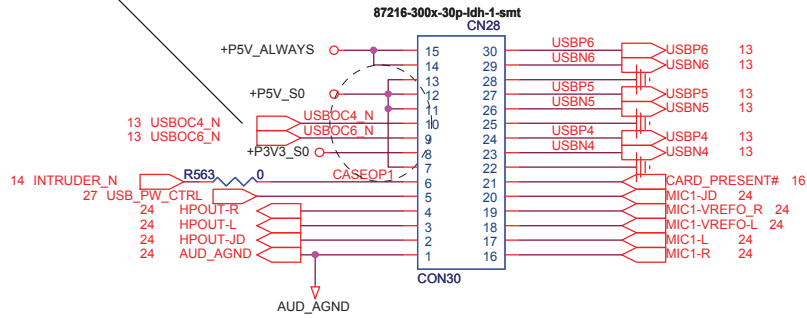 87216-300x-30p-ldh-1-smt
CN28
+P5V_ALWAYS 15 30 USBP6 USBP6 13
14 29 USBN6 USBN6 13
13 28
+P5V_S0 12 27 USBP5 USBP5 13
11 26 USBN5 USBN5 13
13 USBOC4_N USBOC4_N 10 25
13 USBOC6_N USBOC6_N 9 24 USBP4 USBP4 13
+P3V3_S0 8 23 USBN4 USBN4 13
7 22
14 INTRUDER_N R563 0 CASEOP1 6 21 CARD_PRESENT# 16
27 USB_PW_CTRL 5 20 MIC1-JD 24
24 HPOUT-R 4 19 MIC1-VREFO_R 24
24 HPOUT-L 3 18 MIC1-VREFO-L 24
24 HPOUT-JD 2 17 MIC1-L 24
24 AUD_AGND 1 16 MIC1-R 24
CON30
AUD_AGND